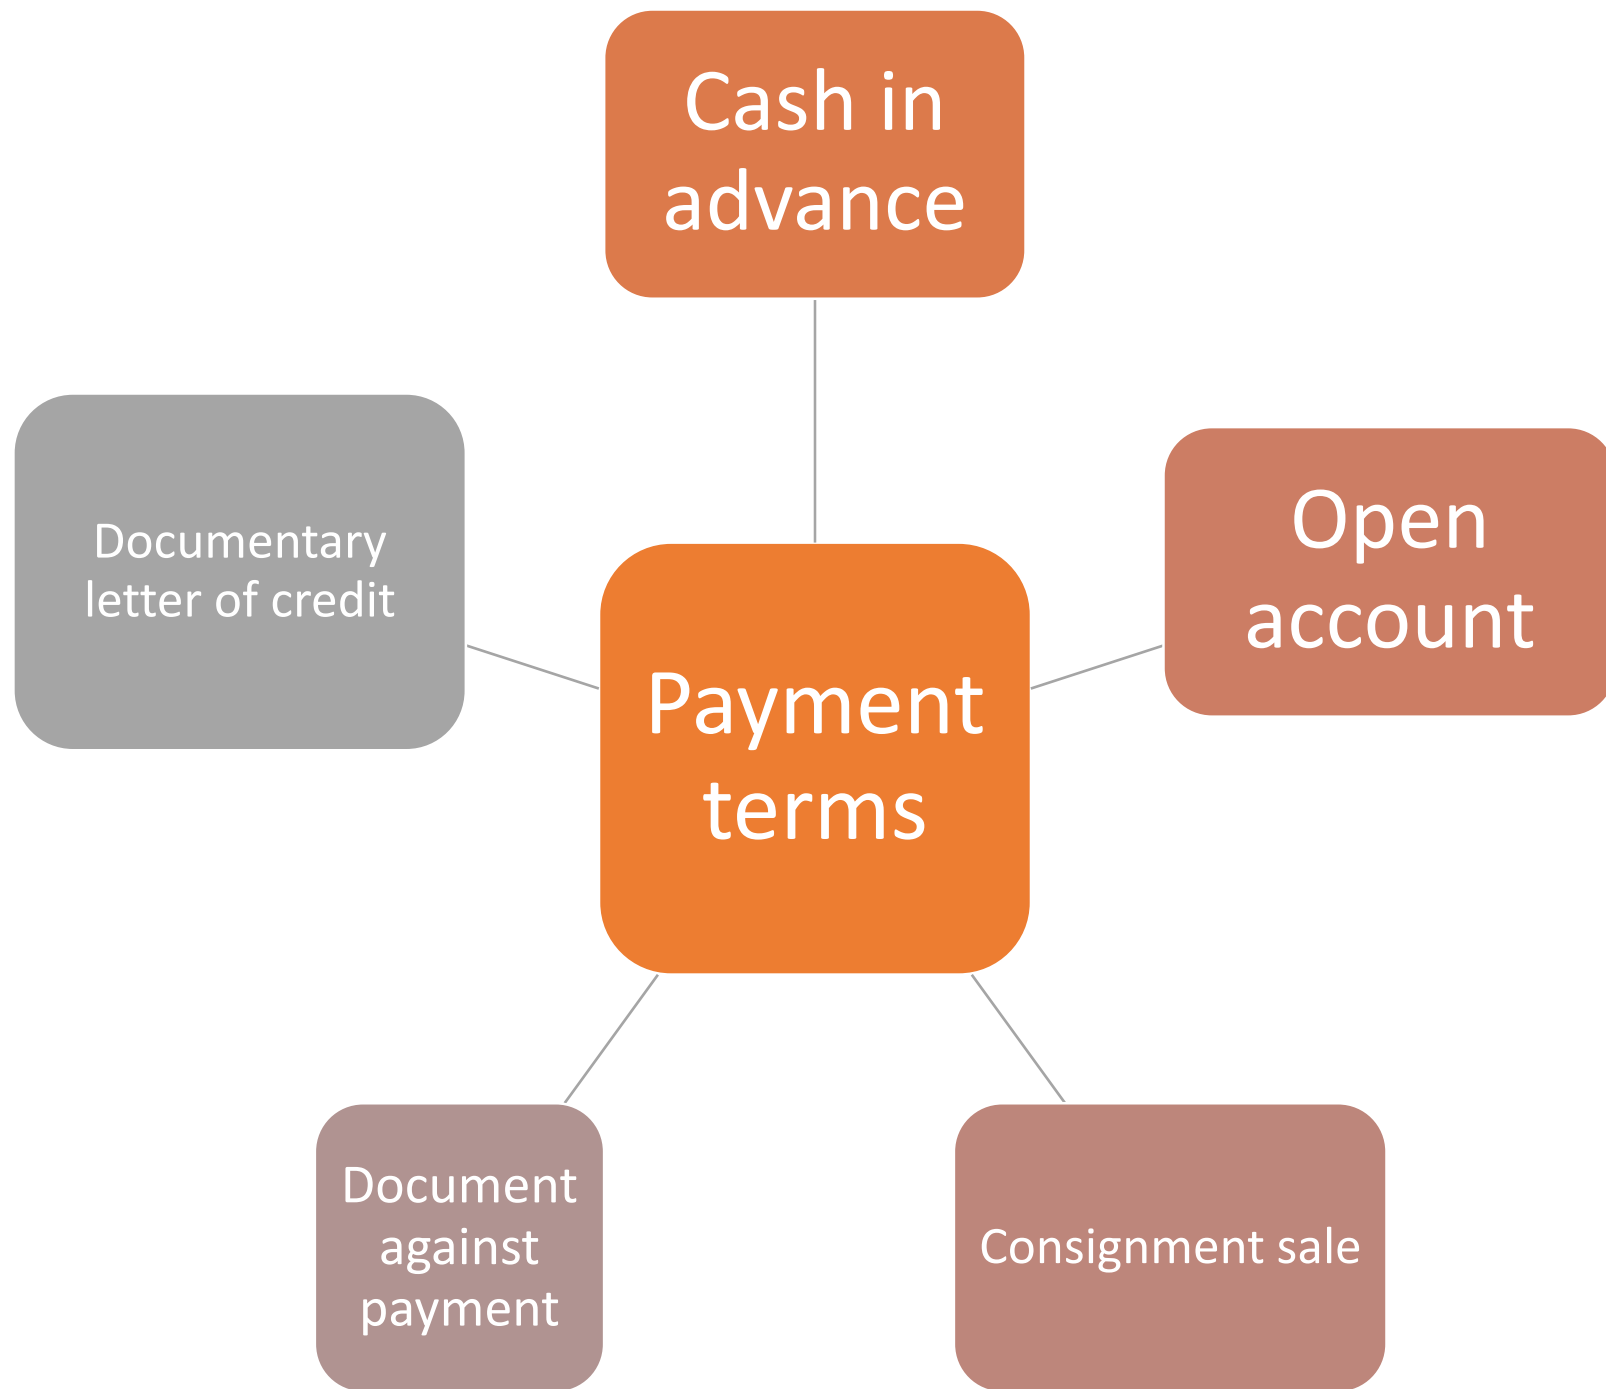 Cash in
advance
Open
account
Consignment sale
Document
against
payment
Documentary
letter of credit
Payment
terms